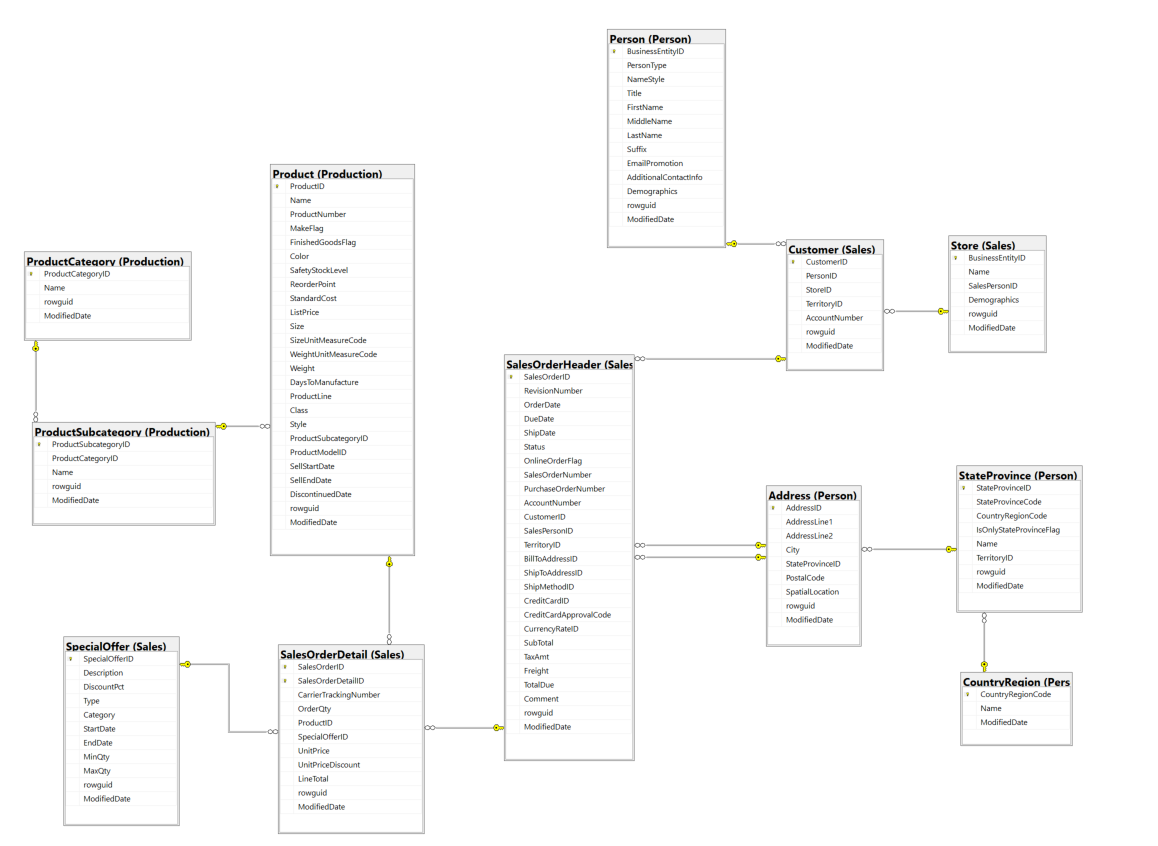 Person (Person)
BusinessEntityID
PersonType
NameStyle
Title
FirstName
MiddleName
LastName
Suffix
EmailPromotion
AdditionalContactInfo
Demographics
rowguid
ModifiedDate
Product (Production)
ProductID
Name
ProductNumber
MakeFlag
FinishedGoodsFlag
Color
SafetyStockLevel
ReorderPoint
StandardCost
ListPrice
Size
SizeUnitMeasureCode
WeightUnitMeasureCode
Weight
DaysToManufacture
ProductLine
Class
Style
ProductSubcategoryID
ProductModelID
SellStartDate
SellEndDate
DiscontinuedDate
rowguid
ModifiedDate
ProductCategory (Production)
ProductCategoryID
Name
rowguid
ModifiedDate
Customer (Sales)
CustomerID
PersonID
StoreID
TerritoryID
AccountNumber
rowguid
ModifiedDate
Store (Sales)
BusinessEntityID
Name
SalesPersonID
Demographics
rowguid
ModifiedDate
SalesOrderHeader (Sales
SalesOrderID
RevisionNumber
OrderDate
DueDate
ShipDate
Status
OnlineOrderFlag
SalesOrderNumber
PurchaseOrderNumber
AccountNumber
CustomerID
SalesPersonID
TerritoryID
BillToAddressID
ShipToAddressID
ShipMethodID
CreditCardID
CreditCardApprovalCode
CurrencyRateID
SubTotal
TaxAmt
Freight
TotalDue
Comment
rowguid
ModifiedDate
ProductSubcategory (Production)
ProductSubcategoryID
ProductCategoryID
Name
rowguid
ModifiedDate
Address (Person)
AddressID
AddressLine1
AddressLine2
City
StateProvinceID
PostalCode
SpatialLocation
rowguid
ModifiedDate
StateProvince (Person)
StateProvinceID
StateProvinceCode
CountryRegionCode
IsOnlyStateProvinceFlag
Name
TerritoryID
rowguid
ModifiedDate
SpecialOffer (Sales)
SpecialOfferID
Description
DiscountPct
Type
Category
StartDate
EndDate
MinQty
MaxQty
rowguid
ModifiedDate
SalesOrderDetail (Sales)
SalesOrderID
SalesOrderDetailID
CarrierTrackingNumber
OrderQty
ProductID
SpecialOfferID
UnitPrice
UnitPriceDiscount
LineTotal
rowguid
ModifiedDate
CountryRegion (Pers
CountryRegionCode
Name
ModifiedDate